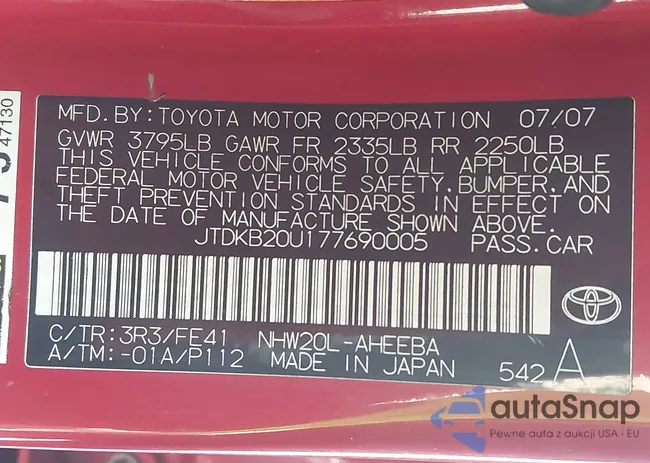 47130
MFD.BY:TOYOTA MOTOR CORPORATION 07/07
GVWR 3795LB GAWR FR 2335LB RR 2250LB
THIS VEHICLE CONFORMS TO ALL APPLICABLE
FEDERAL MOTOR VEHICLE SAFETY,BUMPER,AND
THEFT PREVENTION STANDARDS IN EFFECT ON
THE DATE OF MANUFACTURE SHOWN ABOVE.
JTDKB20U177690005 PASS.CAR
C/TR:3R3/FE41 NHW20L-AHEEBA
A/TM:-01A/P112 MADE IN JAPAN 542 A
autaSnap
Pewne auta z aukcji USA - EU